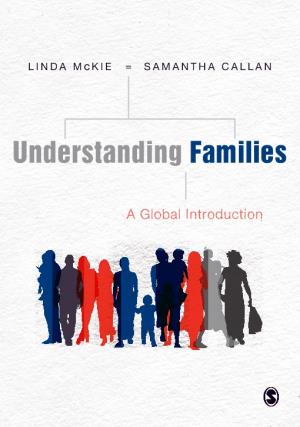 LINDA McKIE = SAMANTHA CALLAN
Understanding Families
A Global Introduction
S